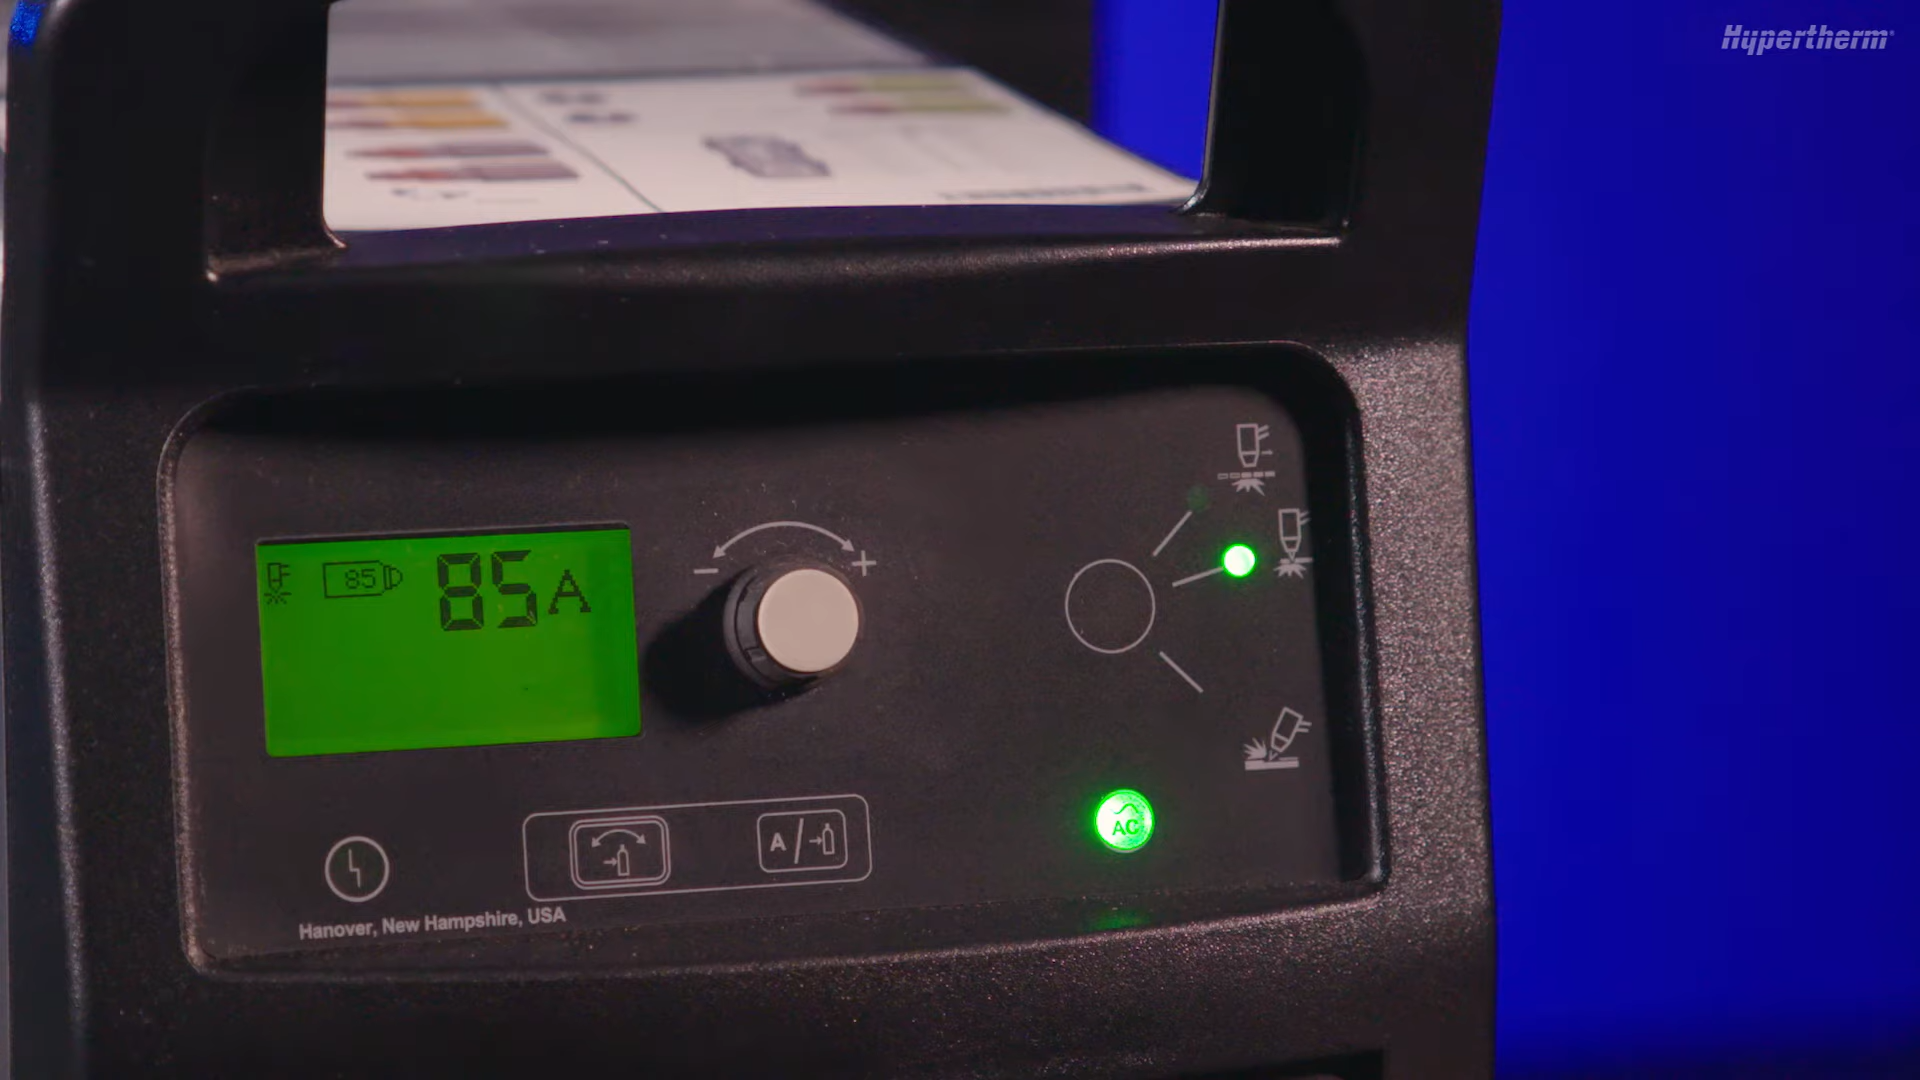 Hypertherm
85
85A
−
+
A/
AC
Hanover, New Hampshire, USA